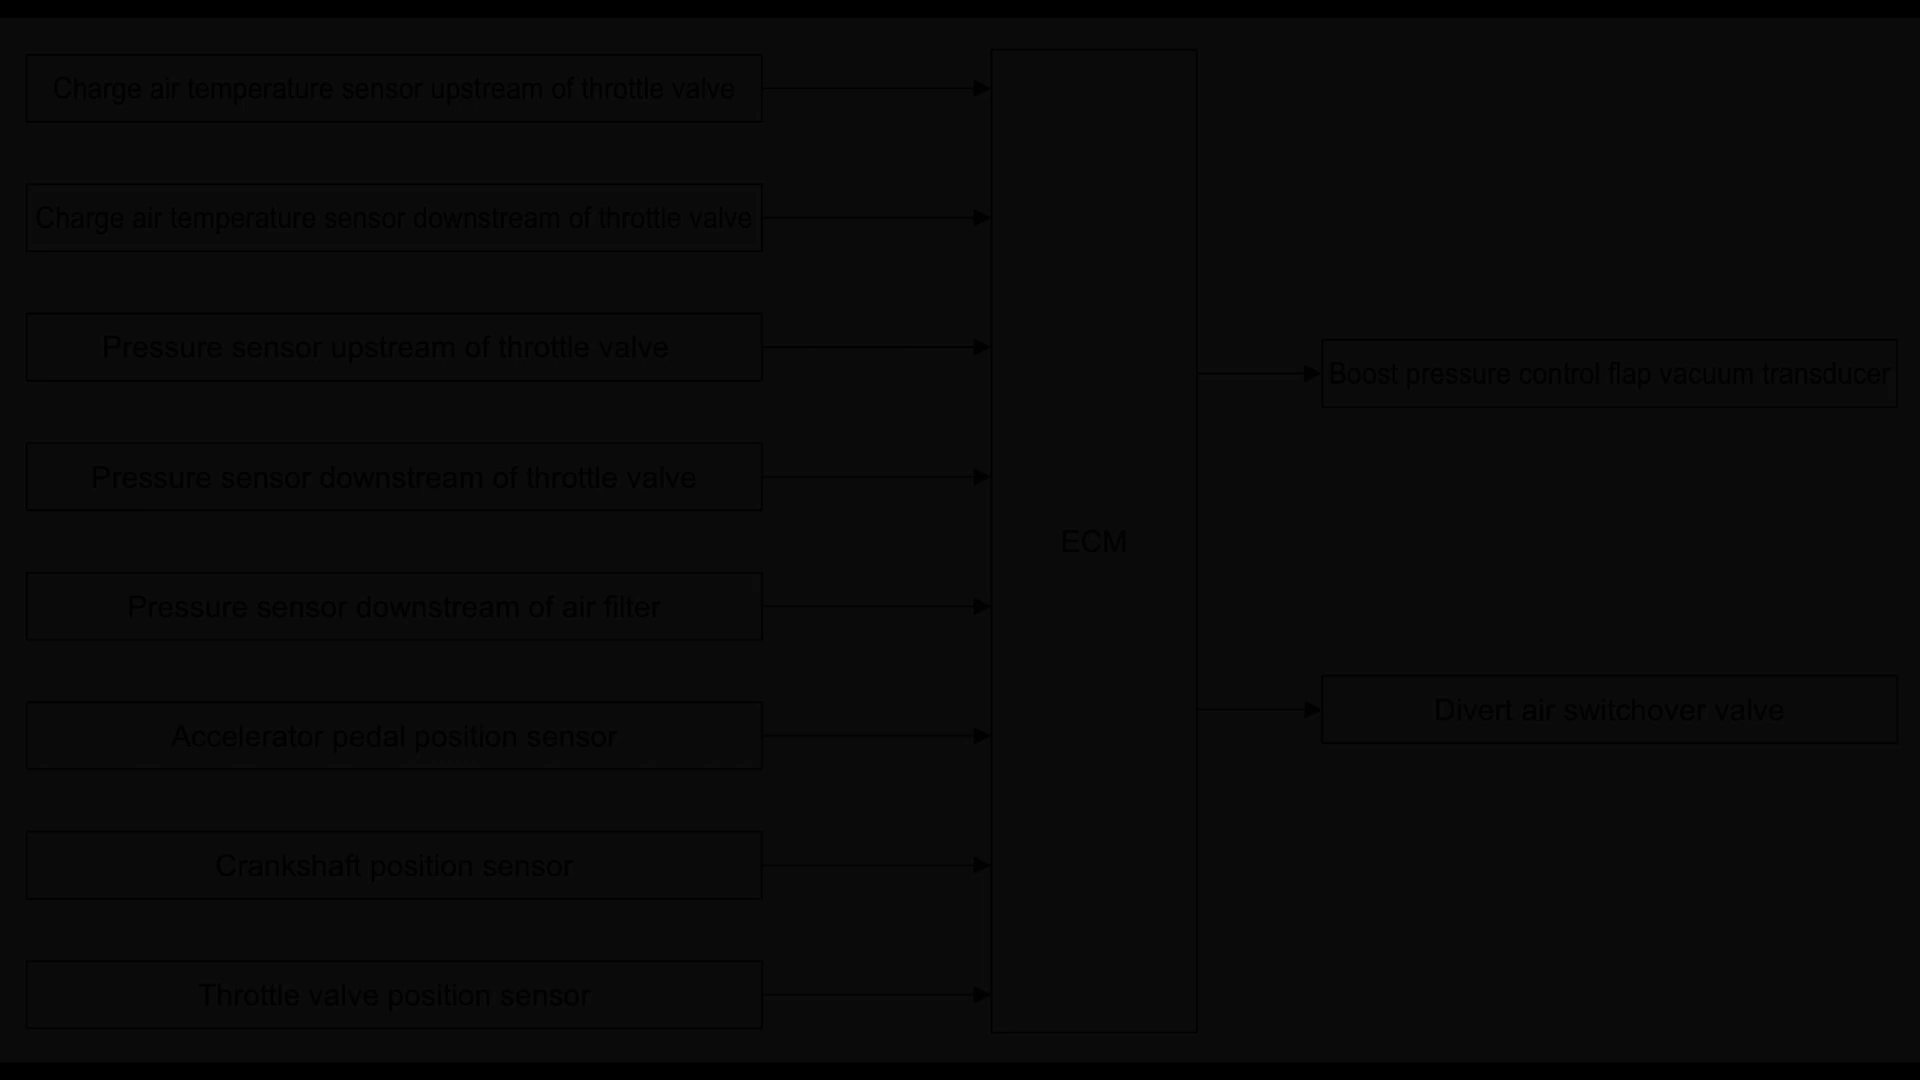 Charge air temperature sensor upstream of throttle valve
Charge air temperature sensor downstream of throttle valve
Pressure sensor upstream of throttle valve
Pressure sensor downstream of throttle valve
Pressure sensor downstream of air filter
Accelerator pedal position sensor
Crankshaft position sensor
Throttle valve position sensor
ECM
Boost pressure control flap vacuum transducer
Divert air switchover valve